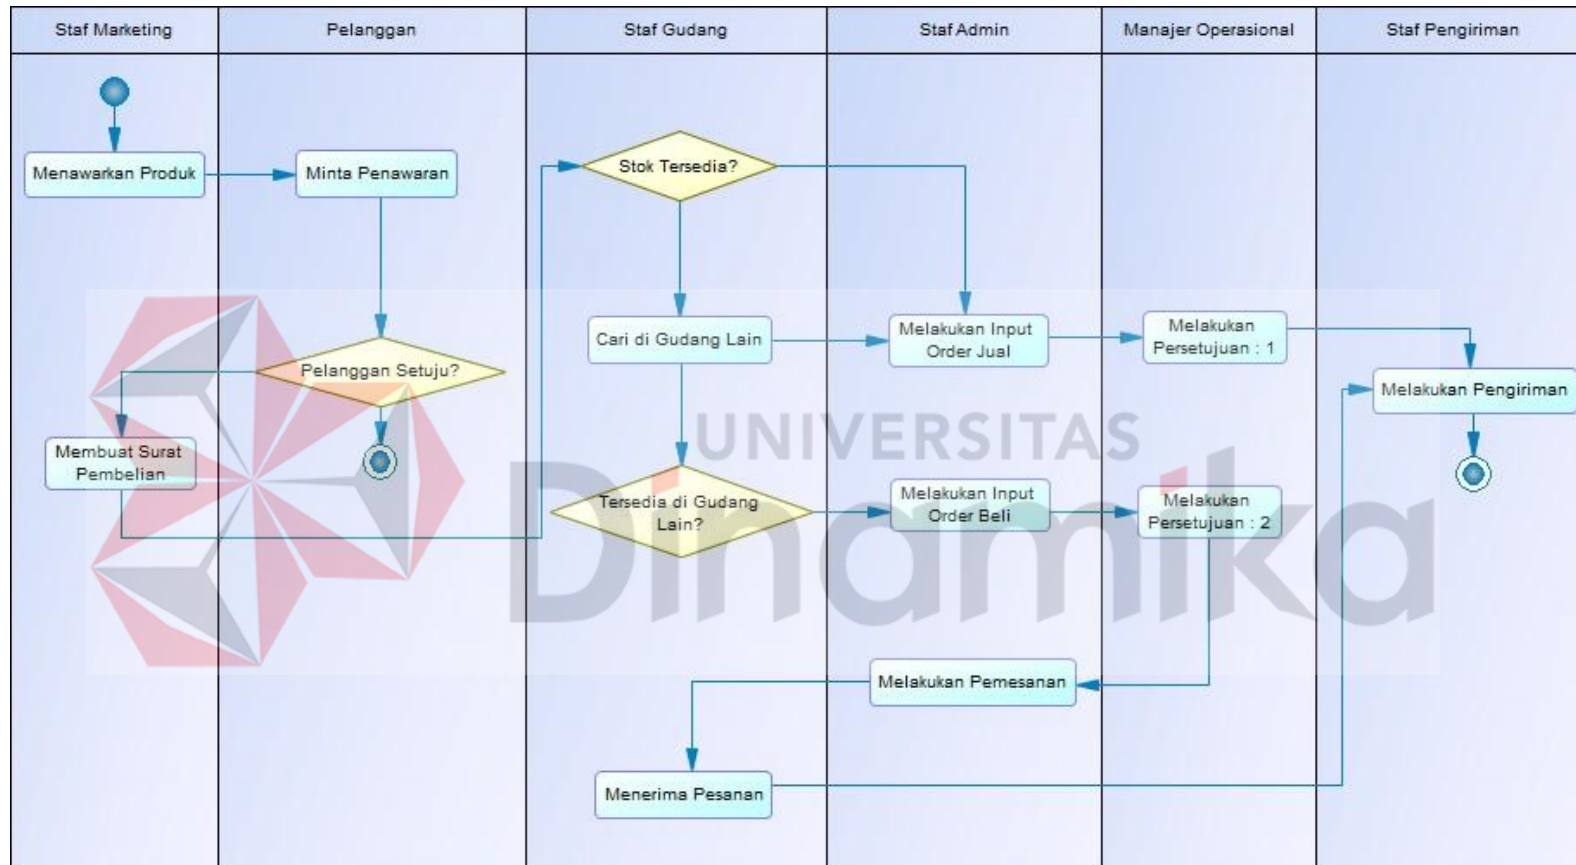 Staf Marketing
Pelanggan
Staf Gudang
Staf Admin
Manajer Operasional
Staf Pengiriman
Menawarkan Produk
Minta Penawaran
Stok Tersedia?
Cari di Gudang Lain
Melakukan Input
Order Jual
Melakukan
Persetujuan : 1
Pelanggan Setuju?
Melakukan Pengiriman
Membuat Surat
Pembelian
Tersedia di Gudang
Lain?
Melakukan Input
Order Beli
Melakukan
Persetujuan : 2
Melakukan Pemesanan
Menerima Pesanan
UNIVERSITAS
Dinamika